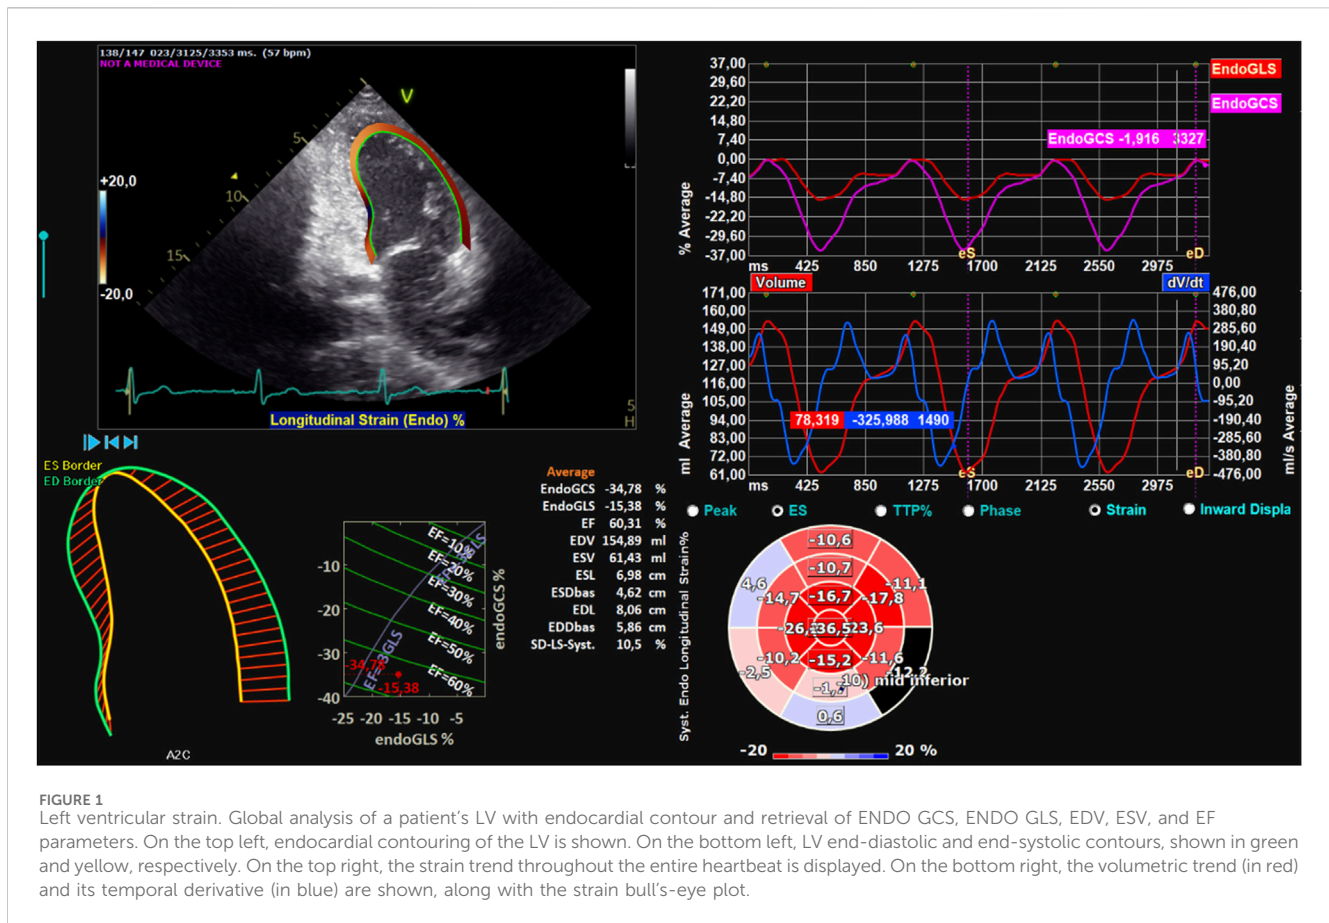 138/147 023/3125/3353 ms. (57 bpm)
NOT A MEDICAL DEVICE
V
5
10
15
+20,0
-20,0
5
H
Longitudinal Strain (Endo) %
37,00
29,60
22,20
14,80
7,40
0,00
-7,40
-14,80
-22,20
-29,60
-37,00
% Average
EndoGLS
EndoGCS
EndoGCS -1,916 3327
eS
eD
ms 425 850 1275 1700 2125 2550 2975
Volume
dV/dt
171,00
160,00
149,00
138,00
127,00
116,00
105,00
94,00
83,00
72,00
61,00
ml Average
476,00
380,80
285,60
190,40
95,20
0,00
-95,20
-190,40
-285,60
-380,80
-476,00
ml/s Average
78,319 -325,988 1490
eS
eD
ms 425 850 1275 1700 2125 2550 2975
ES Border
ED Border
A2C
-10
-20
-30
-40
-25 -20 -15 -10 -5
endoGLS %
endoGCS %
EF=10%
EF=20%
EF=30%
EF=40%
EF=50%
EF=60%
EF=-3GLS
-34,78
-15,38
Average
EndoGCS -34,78 %
EndoGLS -15,38 %
EF 60,31 %
EDV 154,89 ml
ESV 61,43 ml
ESL 6,98 cm
ESDbas 4,62 cm
EDL 8,06 cm
EDDbas 5,86 cm
SD-LS-Syst. 10,5 %
Peak ES TTP% Phase Strain Inward Displa
Syst. Endo Longitudinal Strain%
-10,6
-10,7
4,6
-11,1
-14,7
-16,7
-17,8
-36,5
-23,6
-10,2
-15,2
-11,6
-2,5
-12,2
10) mid inferior
0,6
-20
20 %
FIGURE 1
Left ventricular strain. Global analysis of a patient's LV with endocardial contour and retrieval of ENDO GCS, ENDO GLS, EDV, ESV, and EF
parameters. On the top left, endocardial contouring of the LV is shown. On the bottom left, LV end-diastolic and end-systolic contours, shown in green
and yellow, respectively. On the top right, the strain trend throughout the entire heartbeat is displayed. On the bottom right, the volumetric trend (in red)
and its temporal derivative (in blue) are shown, along with the strain bull's-eye plot.